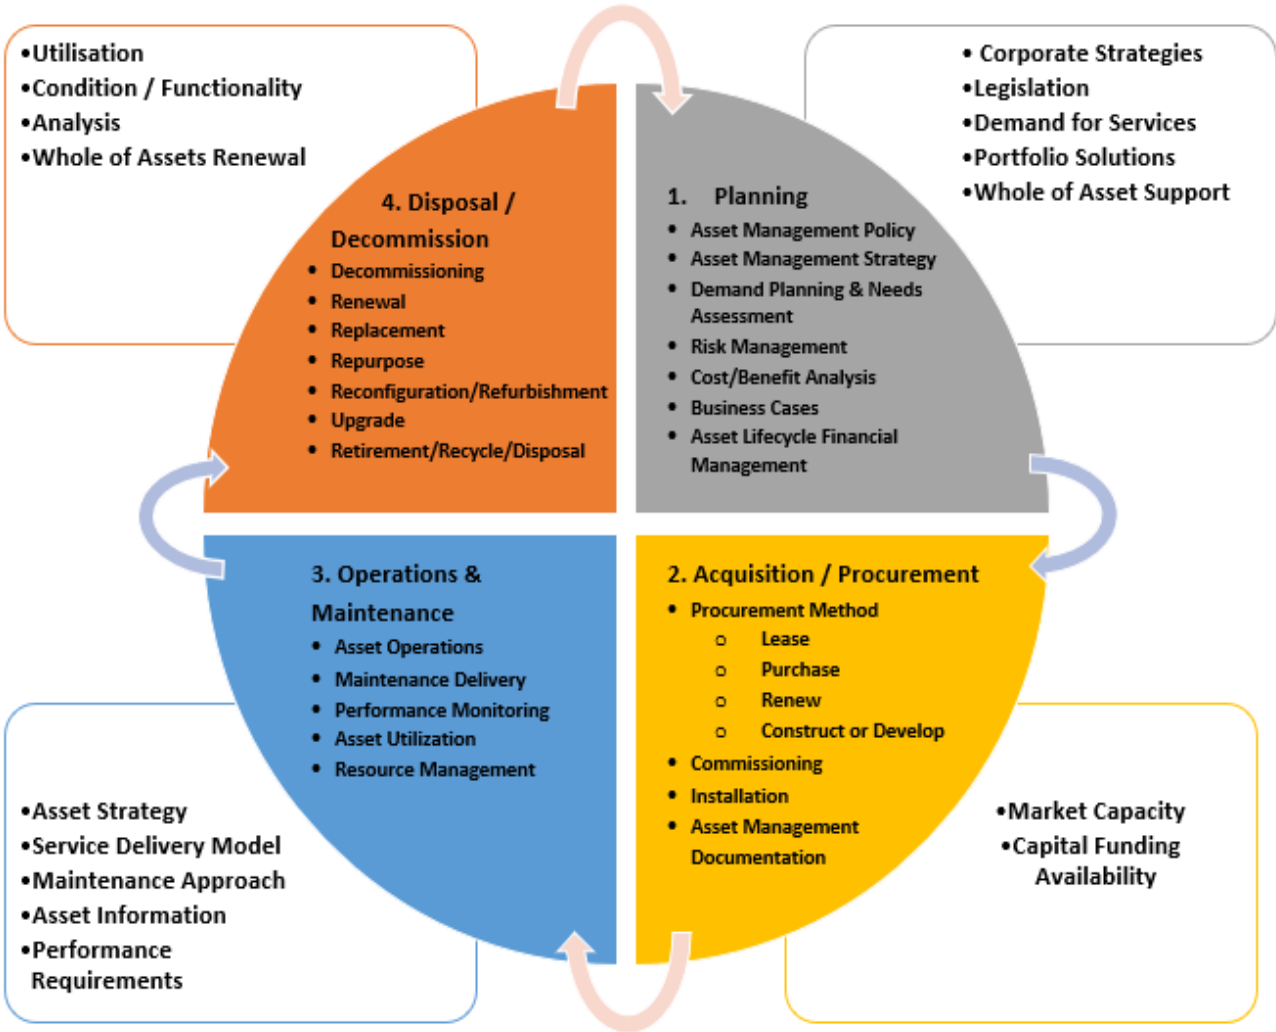 •Utilisation
•Condition / Functionality
•Analysis
•Whole of Assets Renewal
• Corporate Strategies
•Legislation
•Demand for Services
•Portfolio Solutions
•Whole of Asset Support
4. Disposal /
Decommission
• Decommissioning
• Renewal
• Replacement
• Repurpose
• Reconfiguration/Refurbishment
• Upgrade
• Retirement/Recycle/Disposal
1. Planning
• Asset Management Policy
• Asset Management Strategy
• Demand Planning & Needs
Assessment
• Risk Management
• Cost/Benefit Analysis
• Business Cases
• Asset Lifecycle Financial
Management
3. Operations &
Maintenance
• Asset Operations
• Maintenance Delivery
• Performance Monitoring
• Asset Utilization
• Resource Management
2. Acquisition / Procurement
• Procurement Method
o Lease
o Purchase
o Renew
o Construct or Develop
• Commissioning
• Installation
• Asset Management
Documentation
•Asset Strategy
•Service Delivery Model
•Maintenance Approach
•Asset Information
•Performance
Requirements
•Market Capacity
•Capital Funding
Availability